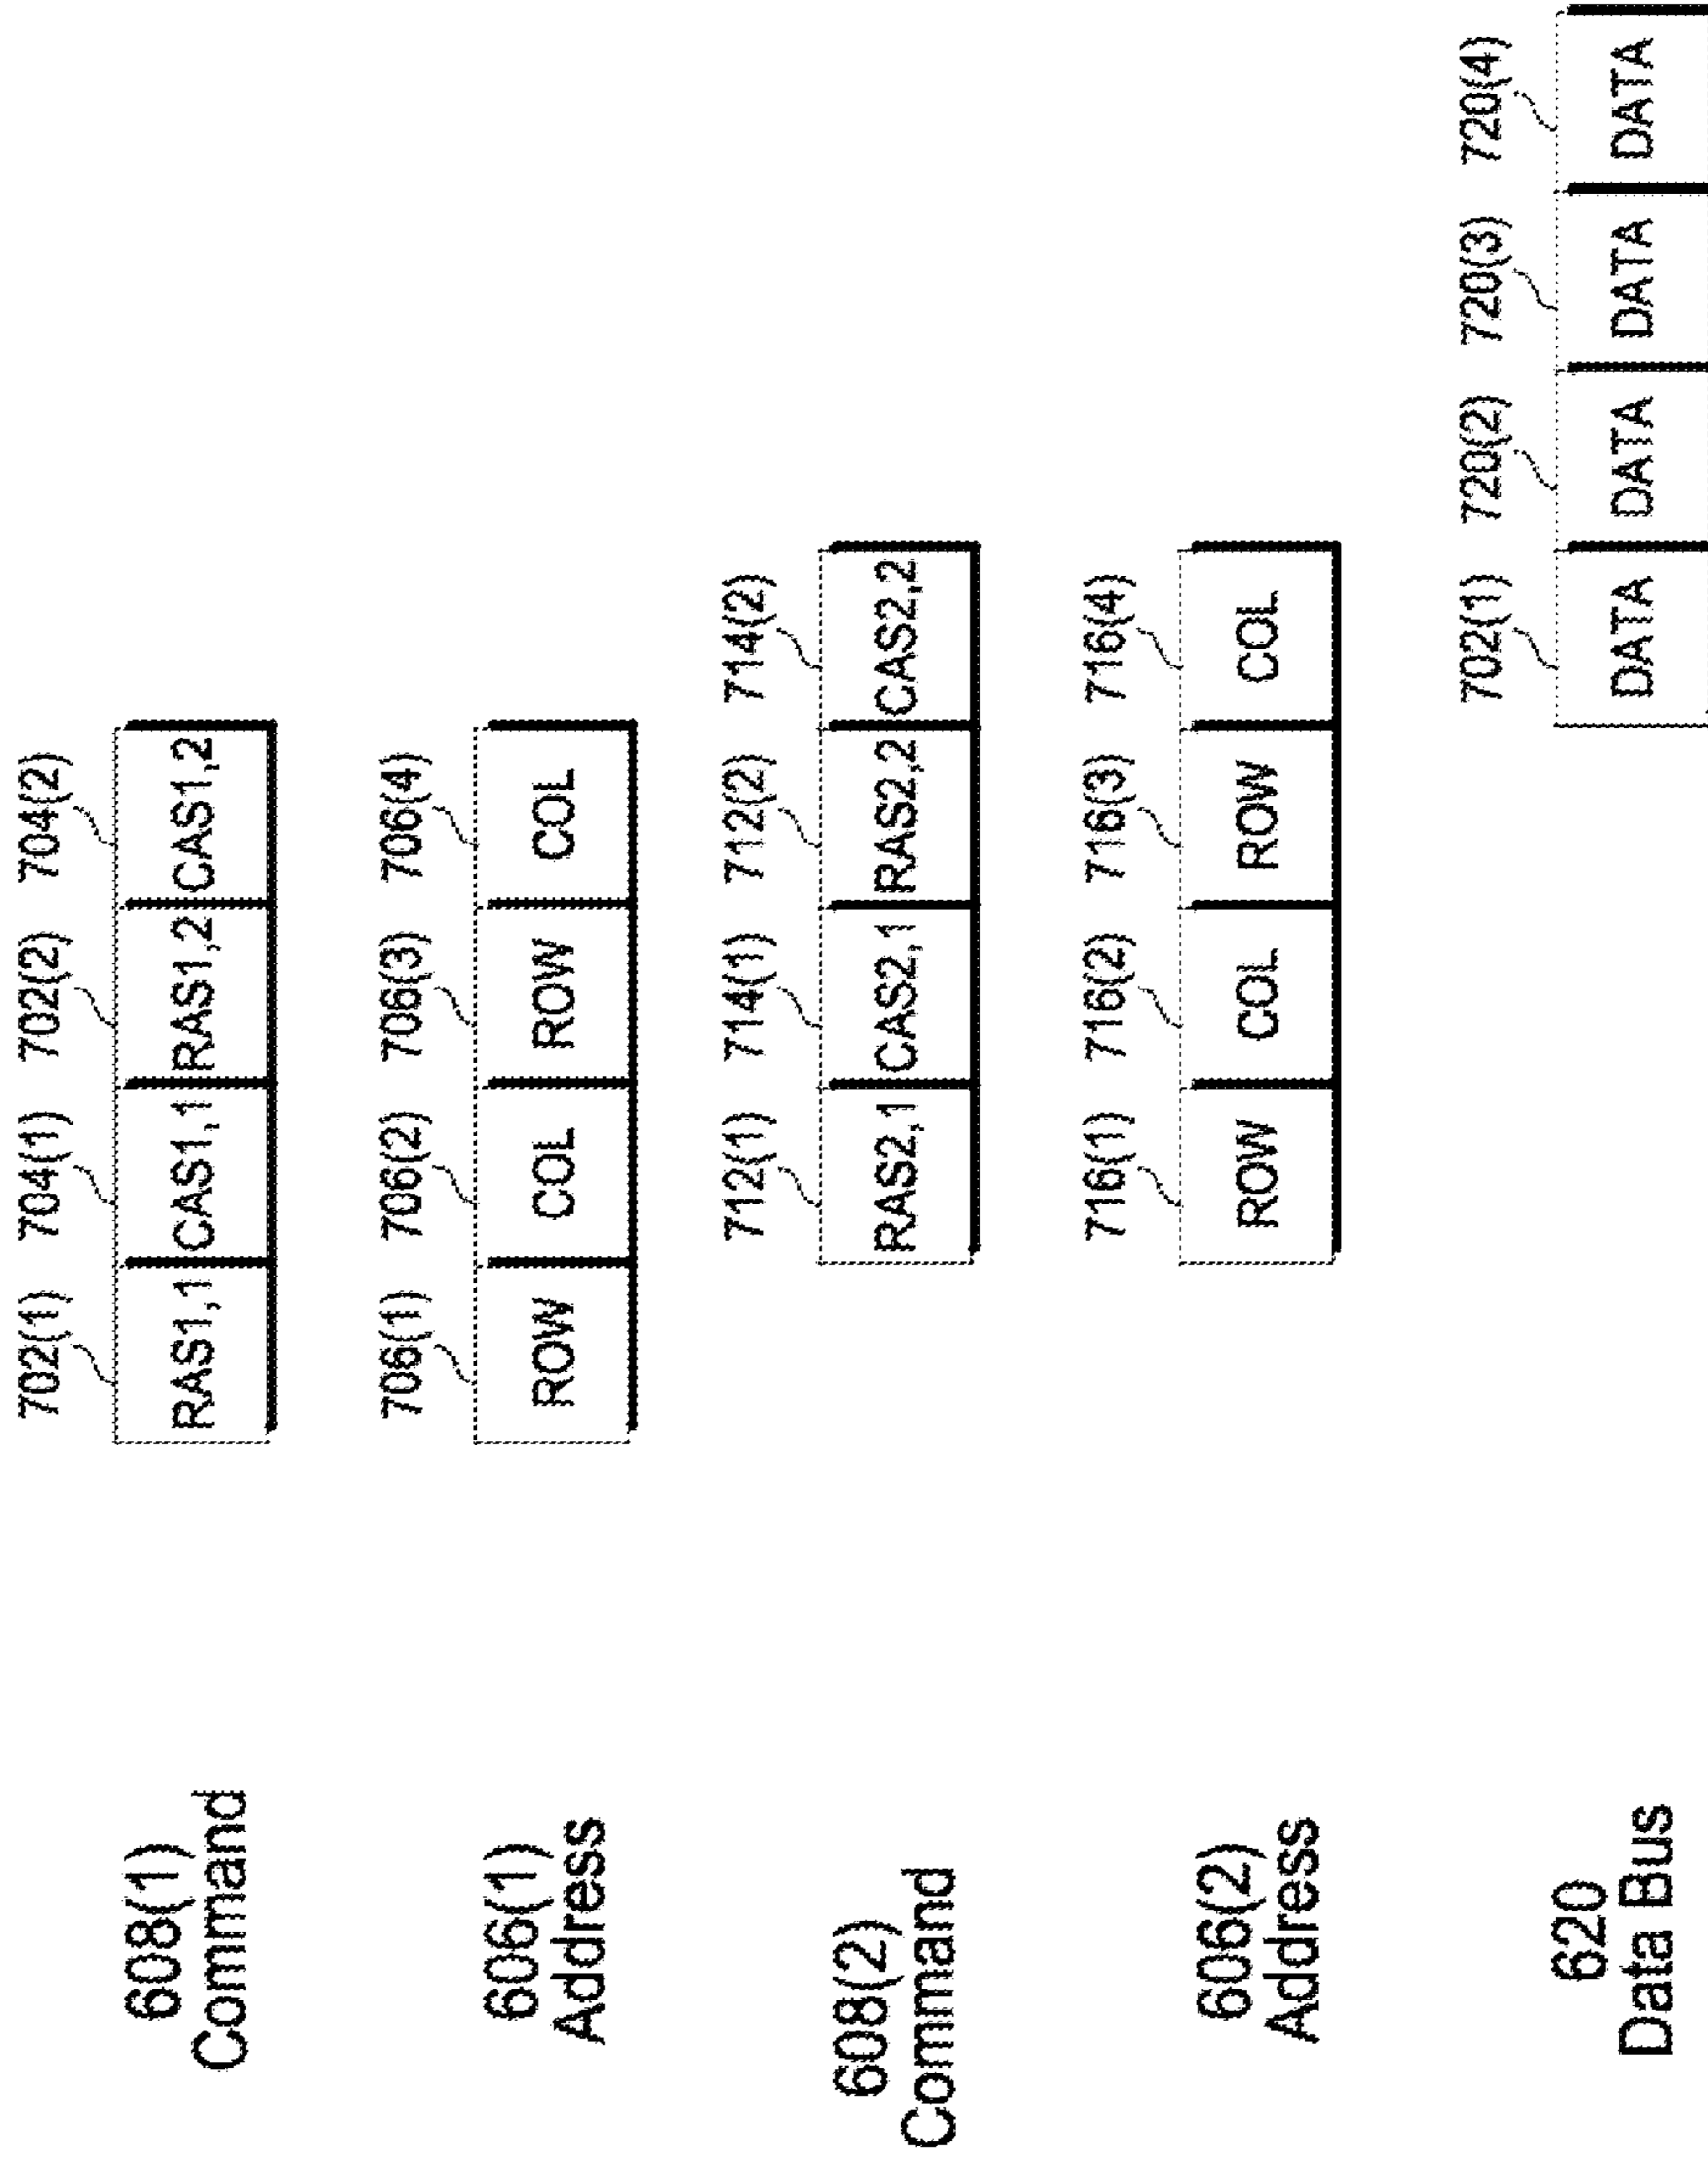 608(1)
Command
702(1) 704(1) 702(2) 704(2)
RAS1,1 CAS1,1 RAS1,2 CAS1,2
606(1)
Address
706(1) 706(2) 706(3) 706(4)
ROW COL ROW COL
608(2)
Command
712(1) 714(1) 712(2) 714(2)
RAS2,1 CAS2,1 RAS2,2 CAS2,2
606(2)
Address
716(1) 716(2) 716(3) 716(4)
ROW COL ROW COL
620
Data Bus
702(1) 720(2) 720(3) 720(4)
DATA DATA DATA DATA